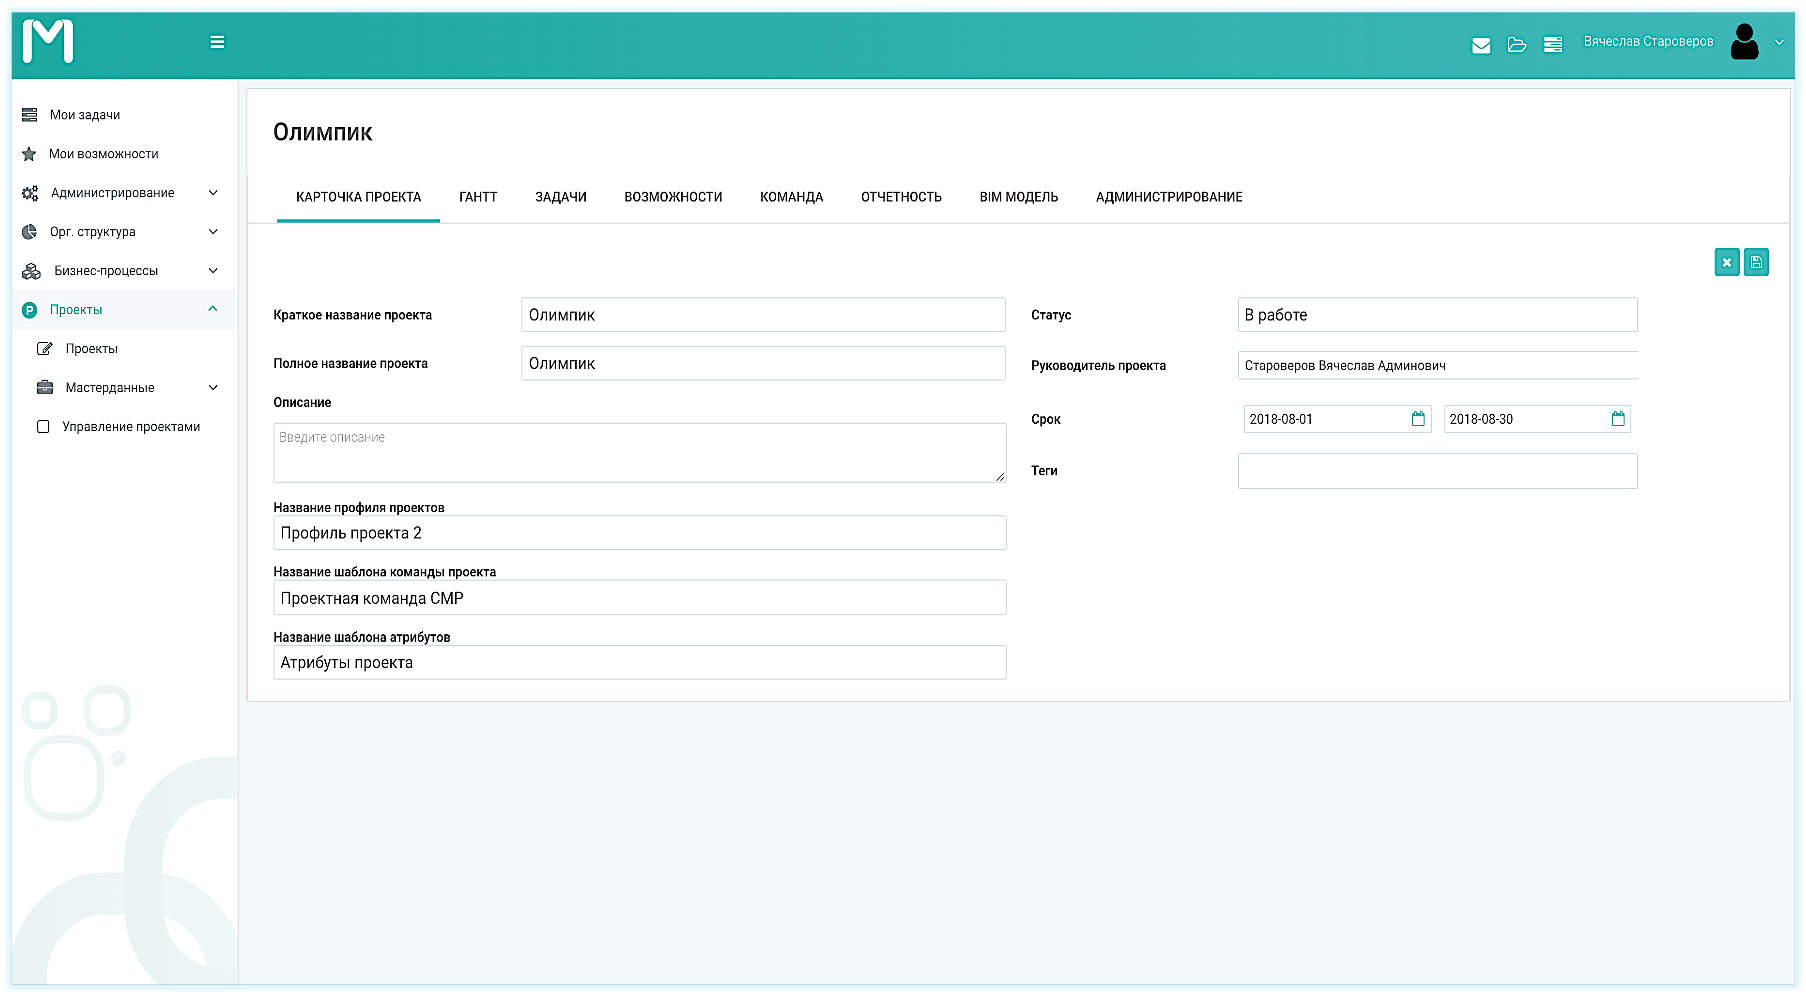 M
Вячеслав Староверов
Мои задачи
Мои возможности
Администрирование
Орг. структура
Бизнес-процессы
P Проекты
Проекты
Мастерданные
Управление проектами
Олимпик
КАРТОЧКА ПРОЕКТА ГАНТТ ЗАДАЧИ ВОЗМОЖНОСТИ КОМАНДА ОТЧЕТНОСТЬ BIM МОДЕЛЬ АДМИНИСТРИРОВАНИЕ
Краткое название проекта Олимпик
Полное название проекта Олимпик
Описание
Введите описание
Название профиля проектов
Профиль проекта 2
Название шаблона команды проекта
Проектная команда СМР
Название шаблона атрибутов
Атрибуты проекта
Статус В работе
Руководитель проекта Староверов Вячеслав Админович
Срок 2018-08-01 2018-08-30
Теги